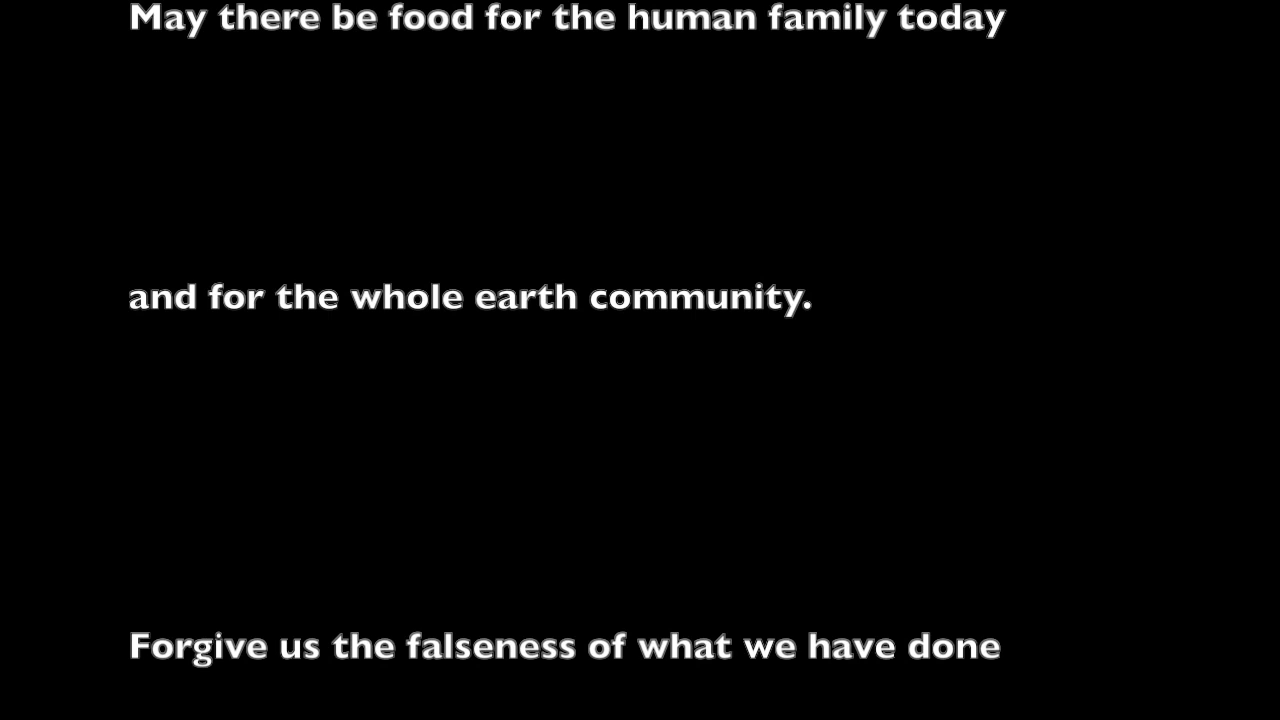 May there be food for the human family today
and for the whole earth community.
Forgive us the falseness of what we have done